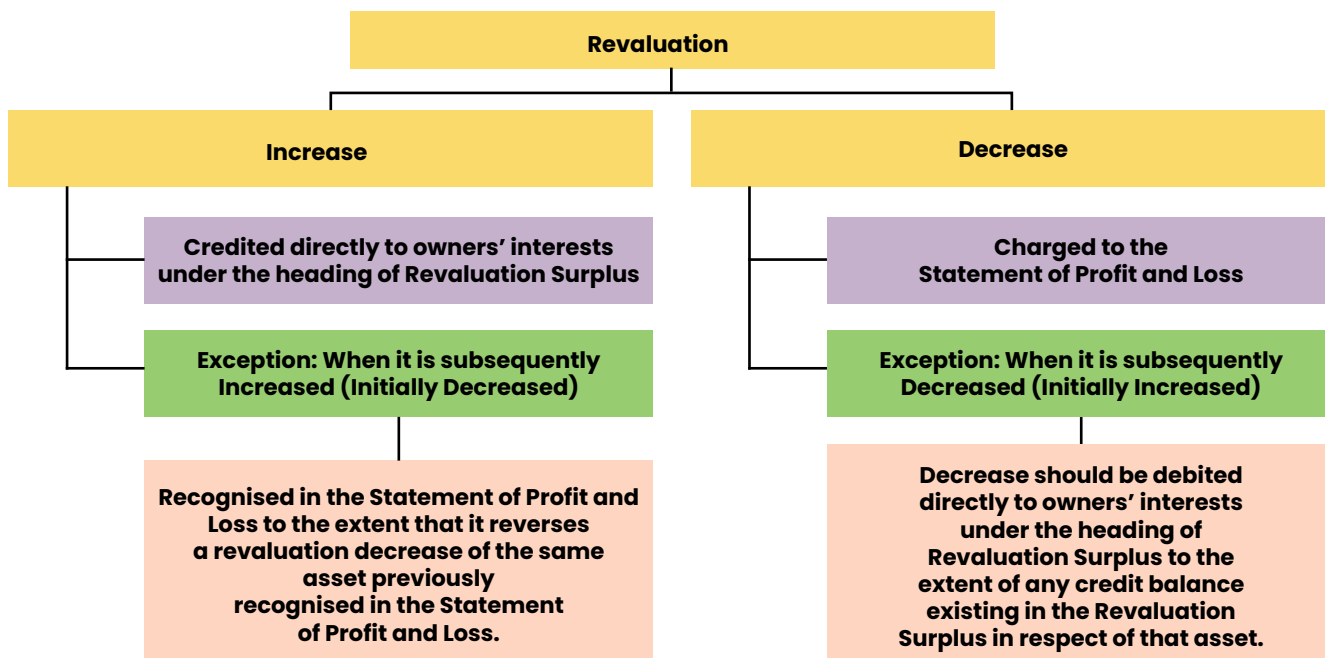 Revaluation
Increase
Credited directly to owners’ interests
under the heading of Revaluation Surplus
Exception: When it is subsequently
Increased (Initially Decreased)
Recognised in the Statement of Profit and
Loss to the extent that it reverses
a revaluation decrease of the same
asset previously
recognised in the Statement
of Profit and Loss.
Decrease
Charged to the
Statement of Profit and Loss
Exception: When it is subsequently
Decreased (Initially Increased)
Decrease should be debited
directly to owners’ interests
under the heading of
Revaluation Surplus to the
extent of any credit balance
existing in the Revaluation
Surplus in respect of that asset.